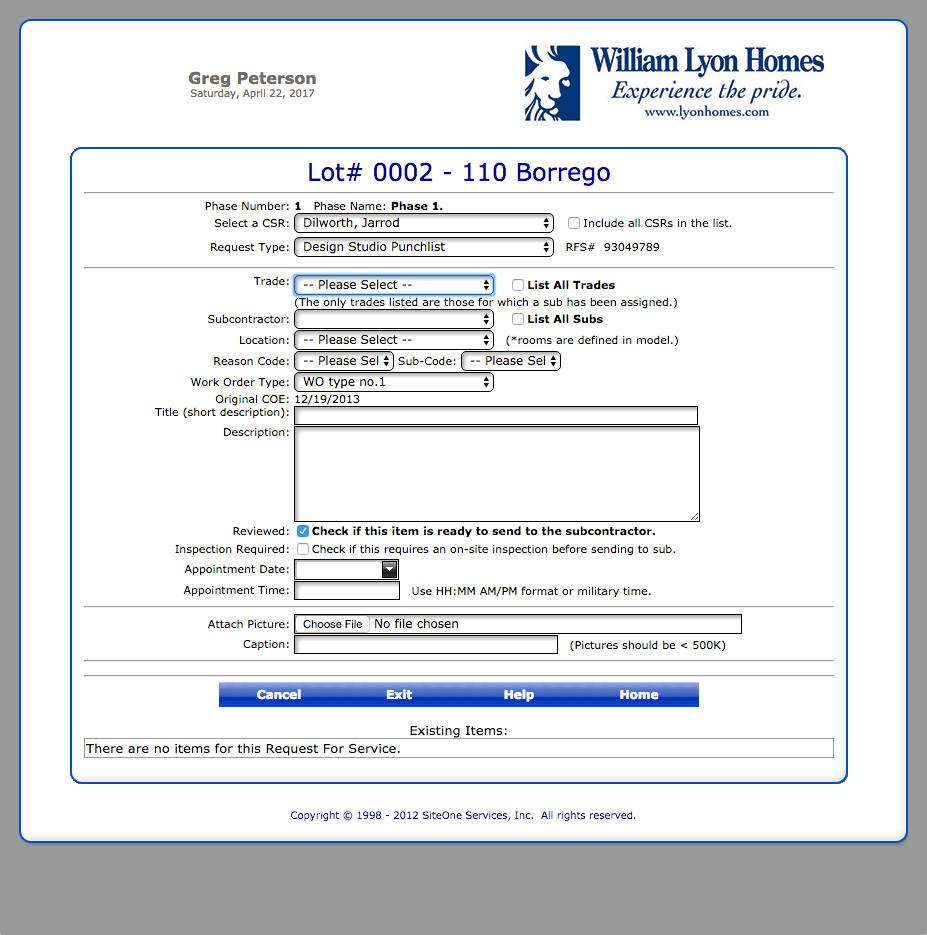 Greg Peterson
Saturday, April 22, 2017
William Lyon Homes
Experience the pride.
www.lyonhomes.com
Lot# 0002 - 110 Borrego
Phase Number: 1 Phase Name: Phase 1.
Select a CSR: Dilworth, Jarrod Include all CSRs in the list.
Request Type: Design Studio Punchlist RFS# 93049789
Trade: -- Please Select -- List All Trades
(The only trades listed are those for which a sub has been assigned.)
Subcontractor: List All Subs
Location: -- Please Select -- (*rooms are defined in model.)
Reason Code: -- Please Sel Sub-Code: -- Please Sel
Work Order Type: WO type no.1
Original COE: 12/19/2013
Title (short description):
Description:
Reviewed: Check if this item is ready to send to the subcontractor.
Inspection Required: Check if this requires an on-site inspection before sending to sub.
Appointment Date:
Appointment Time: Use HH:MM AM/PM format or military time.
Attach Picture: Choose File No file chosen
Caption: (Pictures should be < 500K)
Cancel Exit Help Home
Existing Items:
There are no items for this Request For Service.
Copyright © 1998 - 2012 SiteOne Services, Inc. All rights reserved.